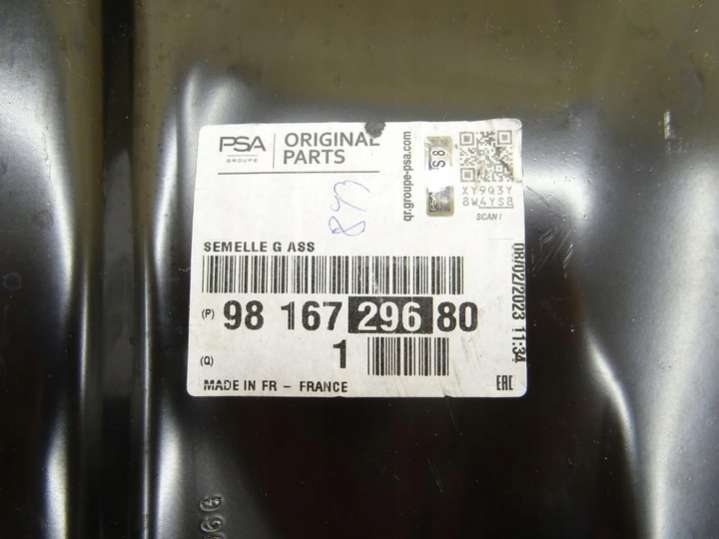 PSA
GROUPE
ORIGINAL
PARTS
873
qr.groupe-psa.com
S8
XY9Q3Y
8W4YS8
SCAN!
SEMELLE G ASS
(P) 98 167 296 80
(Q) 1
MADE IN FR - FRANCE
EAC
08/02/2023 11:34